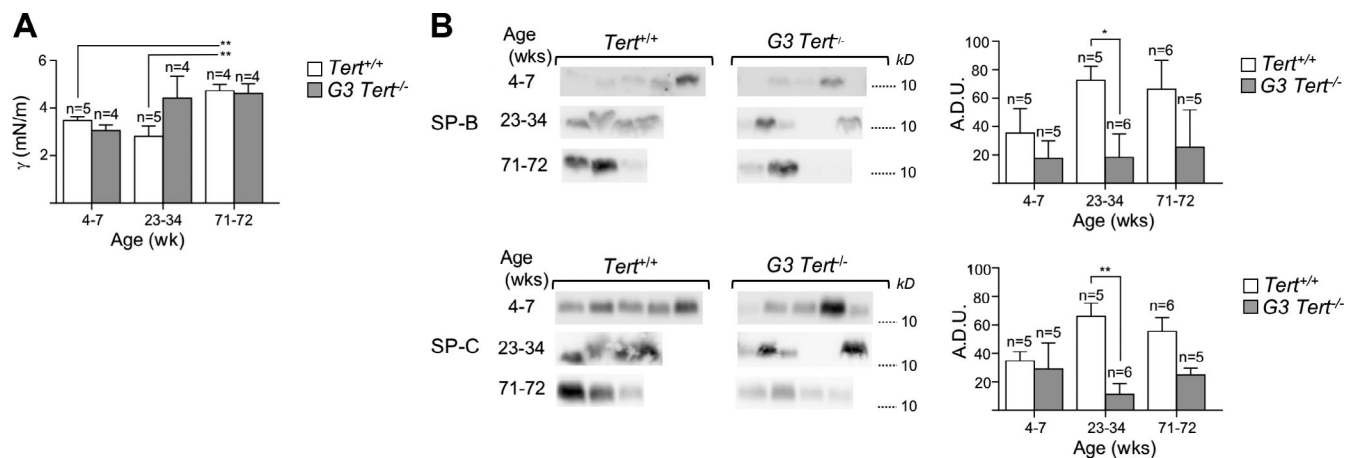 A
**
**
γ (mN/m)
6
4
2
n=5
n=4
n=5
n=4
n=4
n=4
4-7
23-34
71-72
Age (wk)
Tert+/+
G3 Tert-/-
B
Age
(wks)
Tert+/+
G3 Tert-/-
kD
SP-B
4-7
10
23-34
10
71-72
10
A.D.U.
100
80
60
40
20
*
n=5
n=5
n=5
n=6
n=6
n=5
4-7
23-34
71-72
Age (wks)
Tert+/+
G3 Tert-/-
Age
(wks)
Tert+/+
G3 Tert-/-
kD
SP-C
4-7
10
23-34
10
71-72
10
A.D.U.
100
80
60
40
20
**
n=5
n=5
n=5
n=6
n=6
n=5
4-7
23-34
71-72
Age (wks)
Tert+/+
G3 Tert-/-